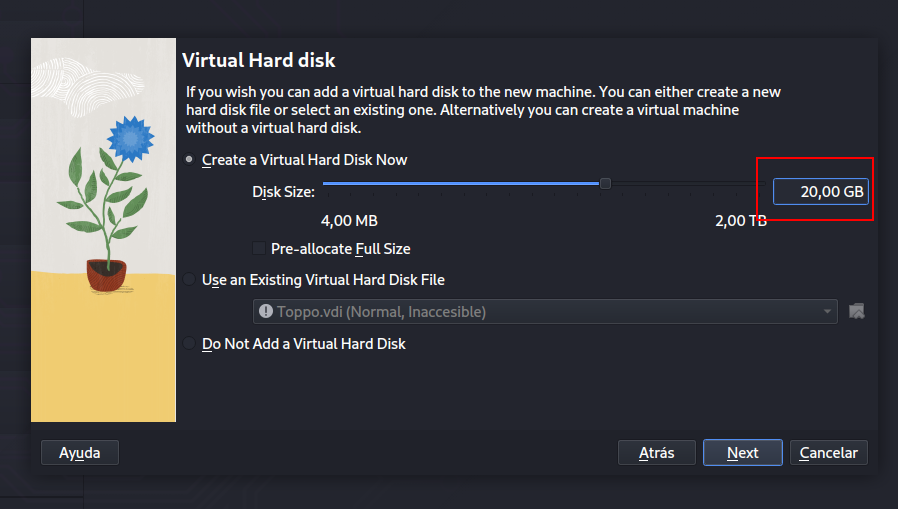 Virtual Hard disk
If you wish you can add a virtual hard disk to the new machine. You can either create a new
hard disk file or select an existing one. Alternatively you can create a virtual machine
without a virtual hard disk.
Create a Virtual Hard Disk Now
Disk Size:
20,00 GB
4,00 MB
2,00 TB
Pre-allocate Full Size
Use an Existing Virtual Hard Disk File
Toppo.vdi (Normal, Inaccesible)
Do Not Add a Virtual Hard Disk
Ayuda
Atrás
Next
Cancelar